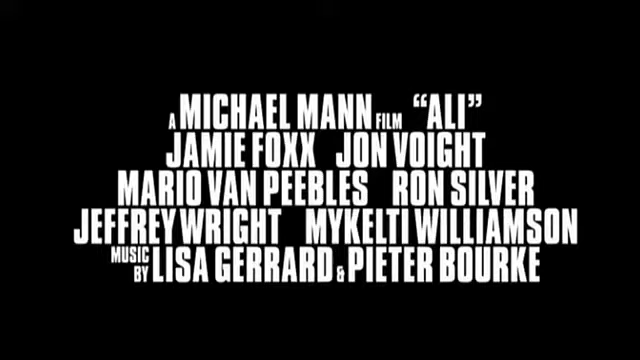 A MICHAEL MANN FILM “ALI”
JAMIE FOXX JON VOIGHT
MARIO VAN PEEBLES RON SILVER
JEFFREY WRIGHT MYKELTI WILLIAMSON
MUSIC BY LISA GERRARD & PIETER BOURKE